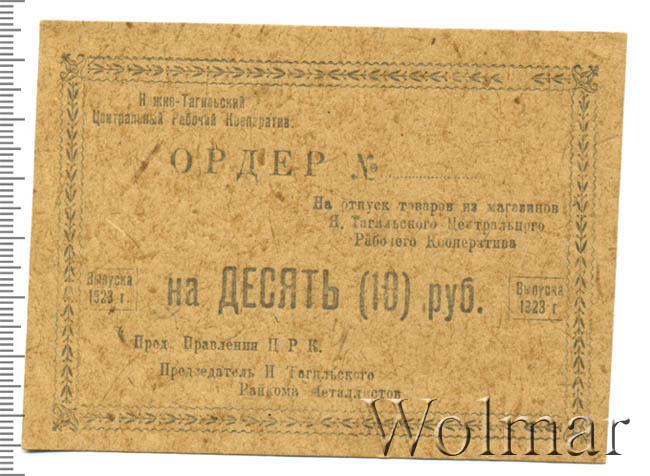 Нижне-Тагильский
Центральный Рабочий Кооператив.
ОРДЕР №
На отпуск товаров из магазинов
Н. Тагильского Центрального
Рабочего Кооператива
Выпуска
1923 г.
на ДЕСЯТЬ (10) руб.
Выпуска
1923 г
Пред. Правления Ц Р К.
Председатель Н Тагильского
Райкома Металлистов
Wolmar